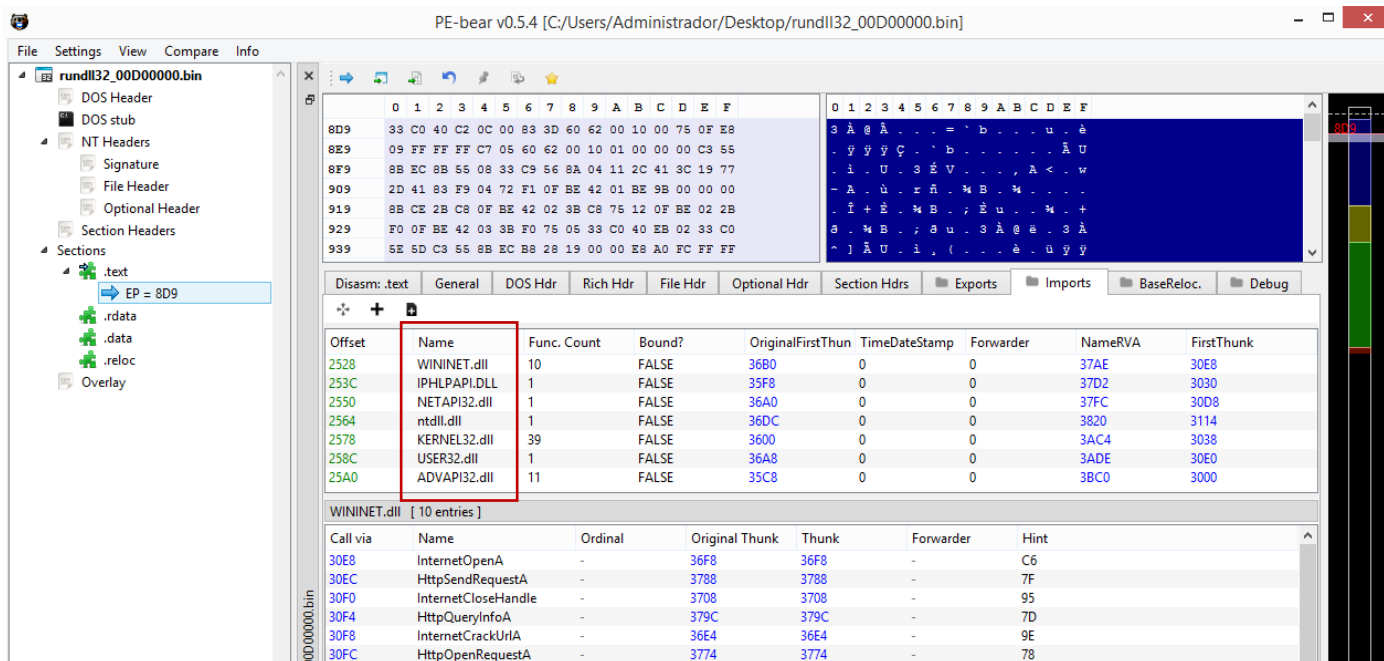 PE-bear v0.5.4 [C:/Users/Administrador/Desktop/rundll32_00D00000.bin]
File Settings View Compare Info
rundll32_00D00000.bin
DOS Header
DOS stub
NT Headers
Signature
File Header
Optional Header
Section Headers
Sections
.text
EP = 8D9
.rdata
.data
.reloc
Overlay
0 1 2 3 4 5 6 7 8 9 A B C D E F
8D9 33 C0 40 C2 0C 00 83 3D 60 62 00 10 00 75 0F E8
8E9 09 FF FF FF C7 05 60 62 00 10 01 00 00 00 C3 55
8F9 8B EC 8B 55 08 33 C9 56 8A 04 11 2C 41 3C 19 77
909 2D 41 83 F9 04 72 F1 0F BE 42 01 BE 9B 00 00 00
919 8B CE 2B C8 0F BE 42 02 3B C8 75 12 0F BE 02 2B
929 F0 0F BE 42 03 3B F0 75 05 33 C0 40 EB 02 33 C0
939 5E 5D C3 55 8B EC B8 28 19 00 00 E8 A0 FC FF FF
0 1 2 3 4 5 6 7 8 9 A B C D E F
3 À @ Â . . . = ` b . . . u . è
. ÿ ÿ ÿ Ç . ` b . . . . . . Ã U
. ì . U . 3 É V . . . , A < . w
- A . ù . r ñ . ¾ B . ¾ . . . .
. Î + È . ¾ B . ; È u . . ¾ . +
ð . ¾ B . ; ð u . 3 À @ ë . 3 À
^ ] Ã U . ì ¸ ( . . . è . ü ÿ ÿ
8D9
Disasm: .text General DOS Hdr Rich Hdr File Hdr Optional Hdr Section Hdrs Exports Imports BaseReloc. Debug
Offset Name Func. Count Bound? OriginalFirstThun TimeDateStamp Forwarder NameRVA FirstThunk
2528 WININET.dll 10 FALSE 36B0 0 0 37AE 30E8
253C IPHLPAPI.DLL 1 FALSE 35F8 0 0 37D2 3030
2550 NETAPI32.dll 1 FALSE 36A0 0 0 37FC 30D8
2564 ntdll.dll 1 FALSE 36DC 0 0 3820 3114
2578 KERNEL32.dll 39 FALSE 3600 0 0 3AC4 3038
258C USER32.dll 1 FALSE 36A8 0 0 3ADE 30E0
25A0 ADVAPI32.dll 11 FALSE 35C8 0 0 3BC0 3000
WININET.dll [ 10 entries ]
Call via Name Ordinal Original Thunk Thunk Forwarder Hint
30E8 InternetOpenA - 36F8 36F8 - C6
30EC HttpSendRequestA - 3788 3788 - 7F
30F0 InternetCloseHandle - 3708 3708 - 95
30F4 HttpQueryInfoA - 379C 379C - 7D
30F8 InternetCrackUrlA - 36E4 36E4 - 9E
30FC HttpOpenRequestA - 3774 3774 - 78